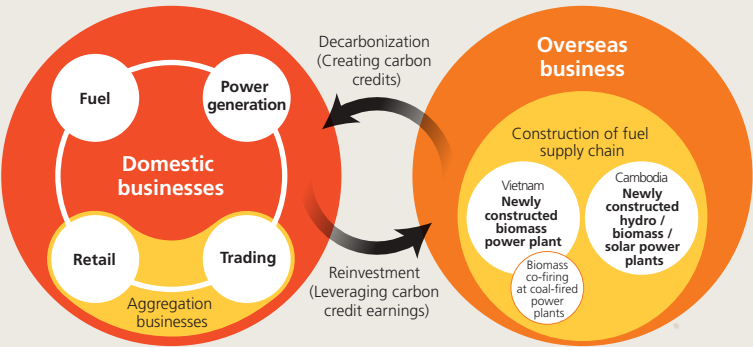 Domestic
businesses
Fuel
Power
generation
Retail
Trading
Aggregation
businesses
Decarbonization
(Creating carbon
credits)
Reinvestment
(Leveraging carbon
credit earnings)
Overseas
business
Construction of fuel
supply chain
Vietnam
Newly
constructed
biomass
power plant
Biomass
co-firing
at coal-fired
power
plants
Cambodia
Newly
constructed
hydro /
biomass /
solar power
plants